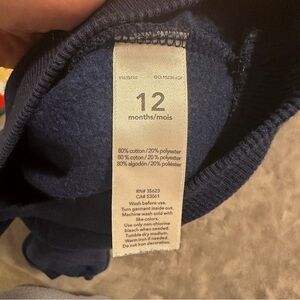 12
months/mois
80% cotton / 20% polyester
80% coton / 20% polyester
80% algodón / 20% poliéster
RN# 35623
CA# 53061
Wash before use.
Turn garment inside out.
Machine wash cold with
like colors.
Use only non-chlorine
bleach when needed.
Tumble dry medium.
Warm iron if needed.
Do not iron decoration.